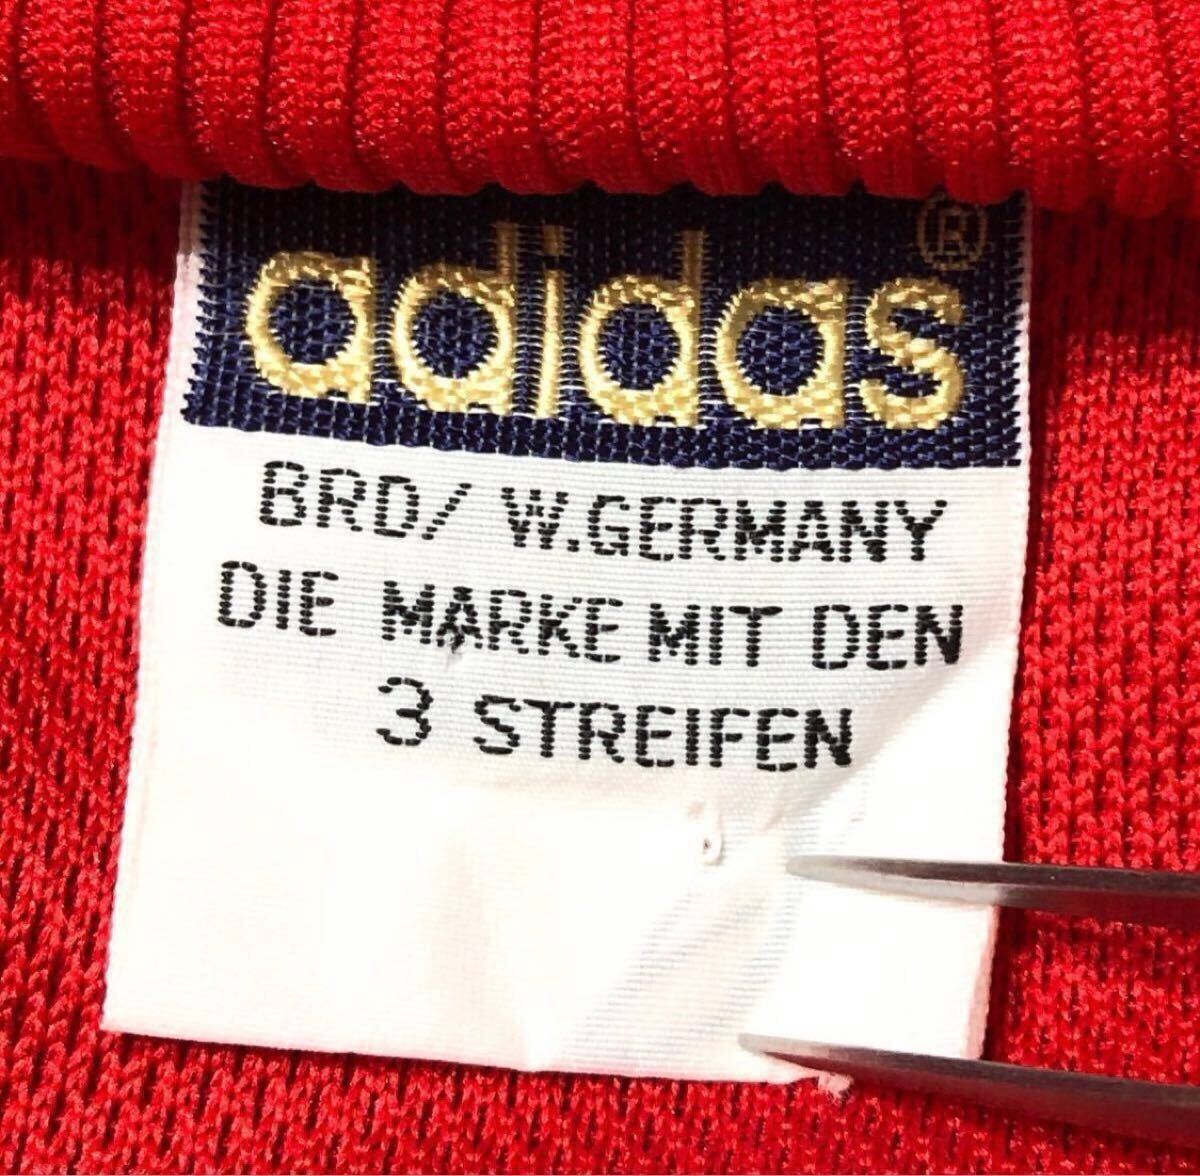 adidas®
BRD/ W.GERMANY
DIE MARKE MIT DEN
3 STREIFEN